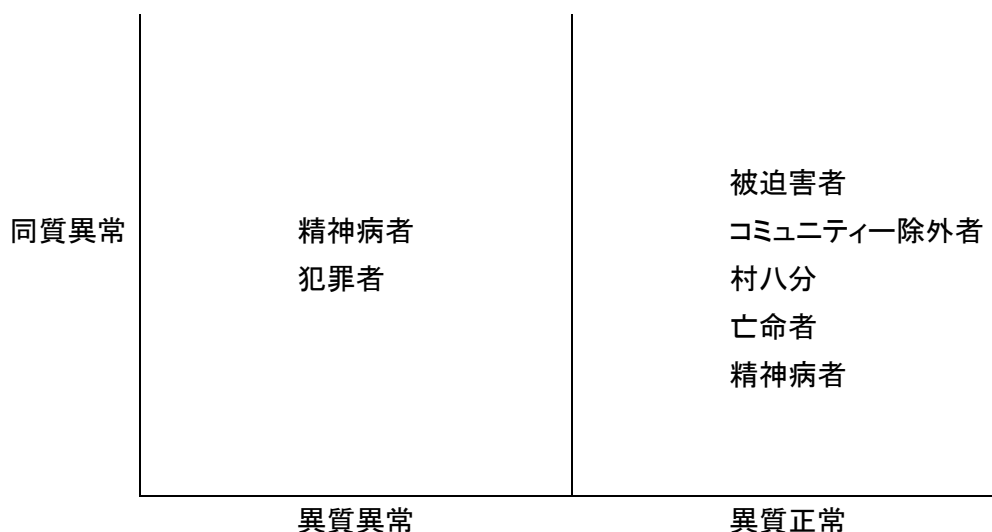 被迫害者
同質異常 精神病者 コミュニティー除外者
犯罪者 村八分
亡命者
精神病者
異質異常 異質正常